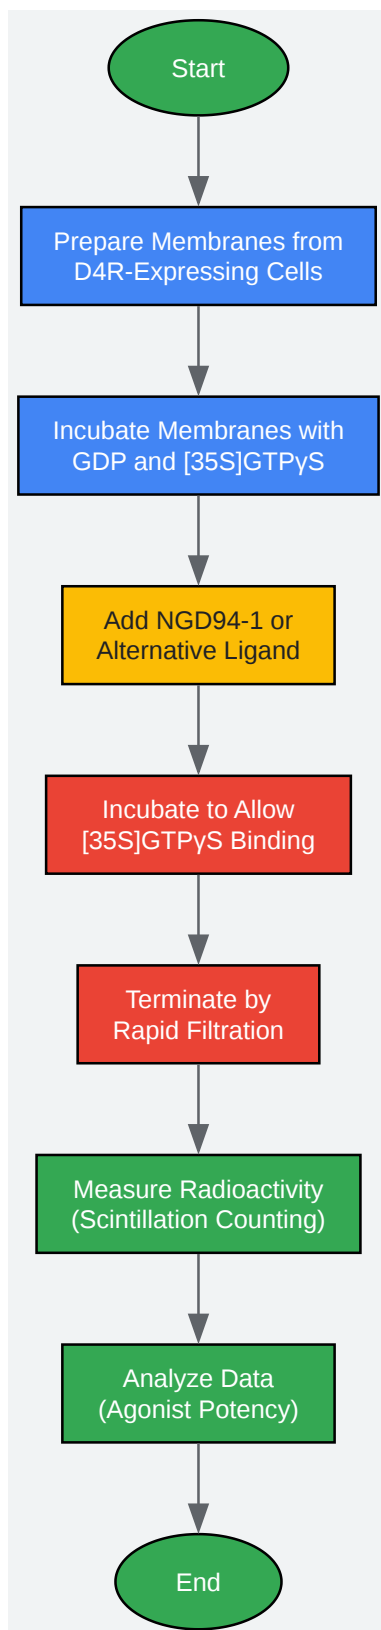 Start
Prepare Membranes from
D4R-Expressing Cells
Incubate Membranes with
GDP and [35S]GTPγS
Add NGD94-1 or
Alternative Ligand
Incubate to Allow
[35S]GTPγS Binding
Terminate by
Rapid Filtration
Measure Radioactivity
(Scintillation Counting)
Analyze Data
(Agonist Potency)
End